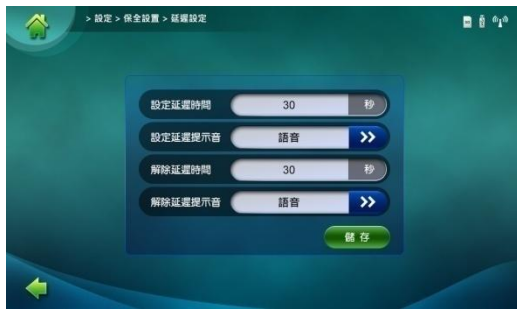 > 設定 > 保全設置 > 延遲設定
設定延遲時間 30 秒
設定延遲提示音 語音 >>
解除延遲時間 30 秒
解除延遲提示音 語音 >>
儲存